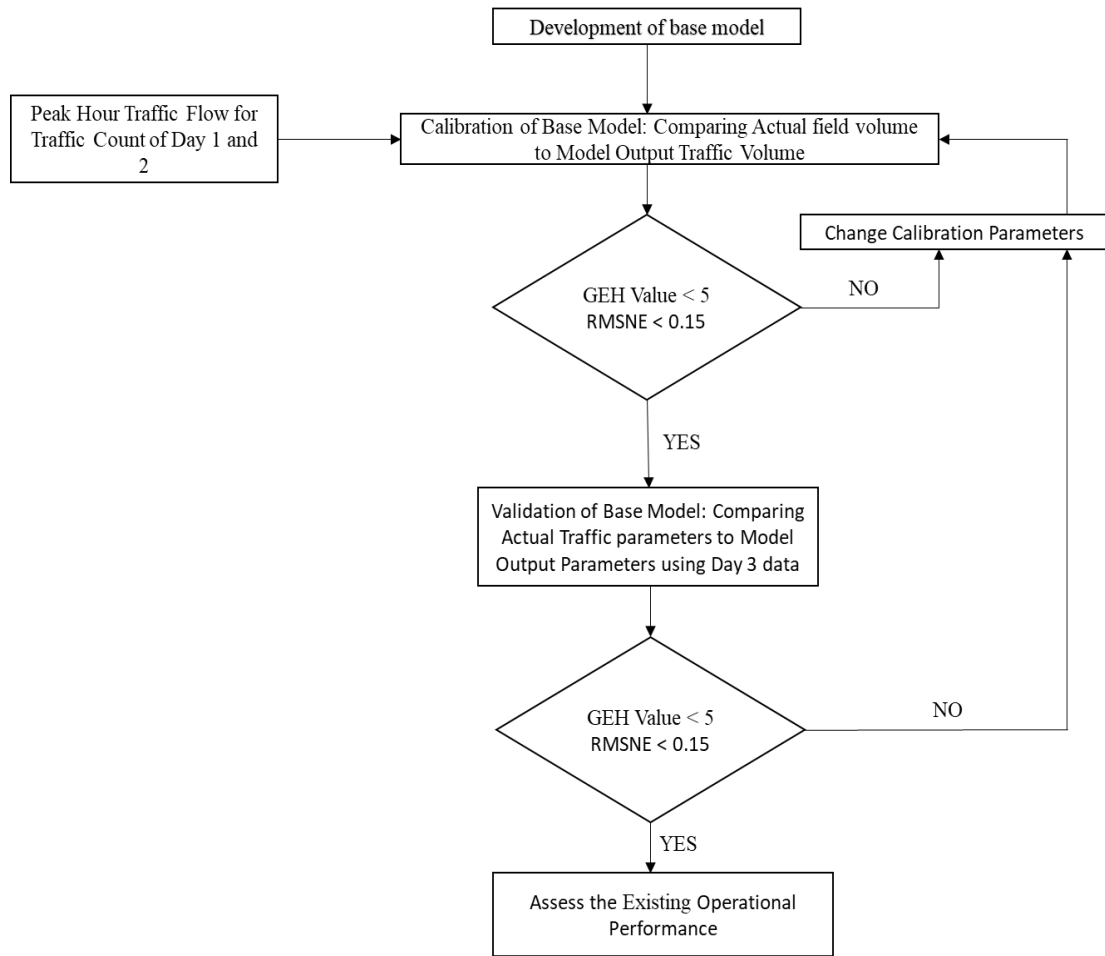 Development of base model
Peak Hour Traffic Flow for
Traffic Count of Day 1 and
2
Calibration of Base Model: Comparing Actual field volume
to Model Output Traffic Volume
Change Calibration Parameters
GEH Value < 5
RMSNE < 0.15
NO
YES
Validation of Base Model: Comparing
Actual Traffic parameters to Model
Output Parameters using Day 3 data
GEH Value < 5
RMSNE < 0.15
NO
YES
Assess the Existing Operational
Performance